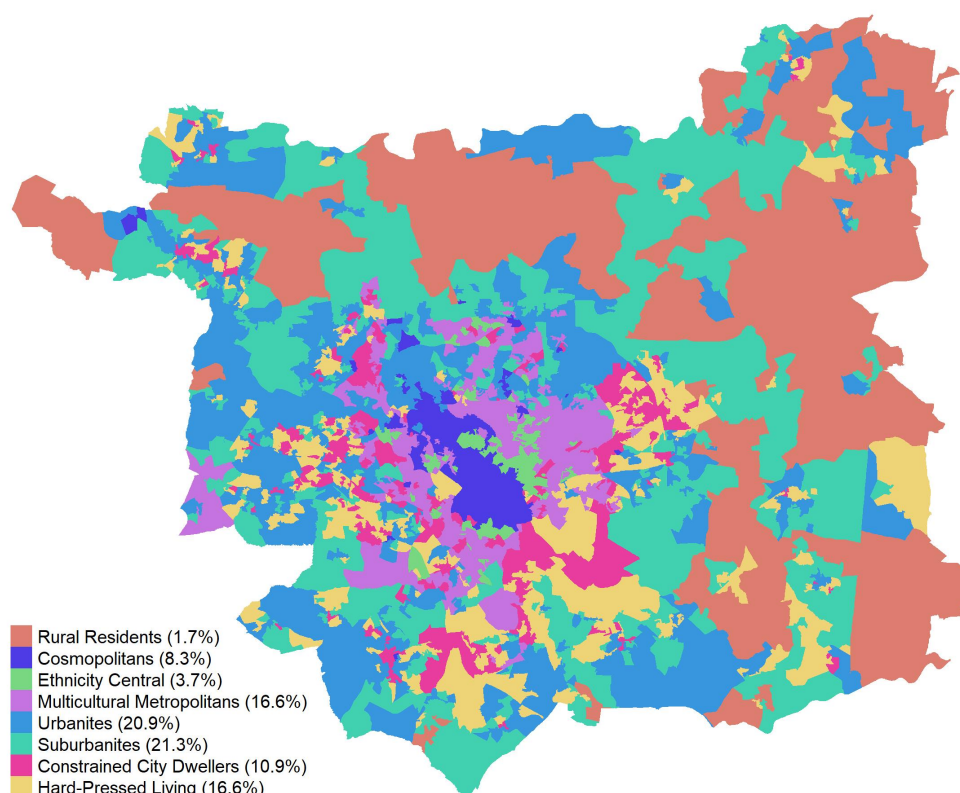 Rural Residents (1.7%)
Cosmopolitans (8.3%)
Ethnicity Central (3.7%)
Multicultural Metropolitans (16.6%)
Urbanites (20.9%)
Suburbanites (21.3%)
Constrained City Dwellers (10.9%)
Hard-Pressed Living (16.6%)